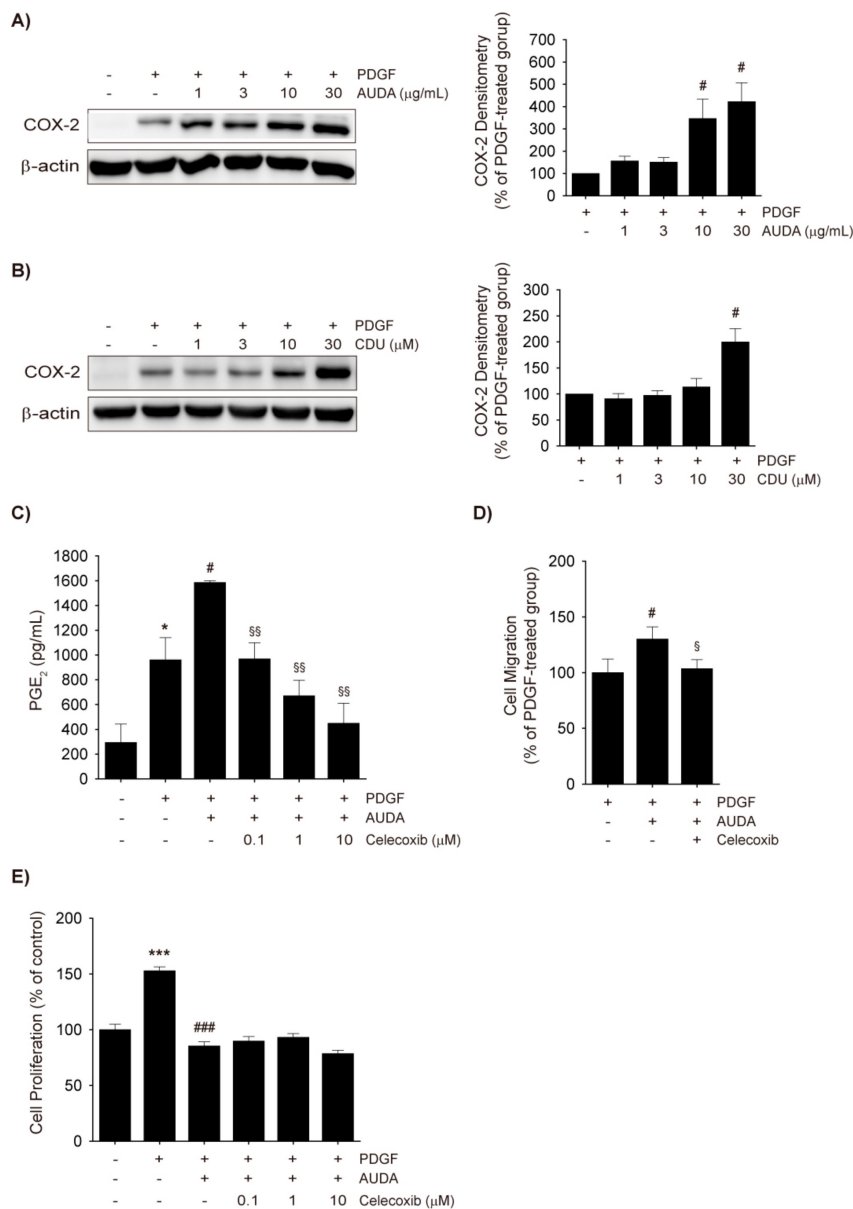 A)
- + + + + + PDGF
1 3 10 30 AUDA (μg/mL)
COX-2
β-actin
COX-2 Densitometry
(% of PDGF-treated gorup)
700
600
500
400
300
200
100
0
# #
+ + + + + PDGF
- 1 3 10 30 AUDA (μg/mL)
B)
- + + + + + PDGF
- - 1 3 10 30 CDU (μM)
COX-2
β-actin
COX-2 Densitometry
(% of PDGF-treated gorup)
300
250
200
150
100
50
0
#
+ + + + + PDGF
- 1 3 10 30 CDU (μM)
C)
PGE2 (pg/mL)
1800
1600
1400
1200
1000
800
600
400
200
0
* # §§ §§ §§
- + + + + + PDGF
- - + + + + AUDA
- - - 0.1 1 10 Celecoxib (μM)
D)
Cell Migration
(% of PDGF-treated group)
200
150
100
50
0
# §
+ + + PDGF
- + + AUDA
- - + Celecoxib
E)
Cell Proliferation (% of control)
200
150
100
50
0
*** ###
- + + + + + PDGF
- - + + + + AUDA
- - - 0.1 1 10 Celecoxib (μM)